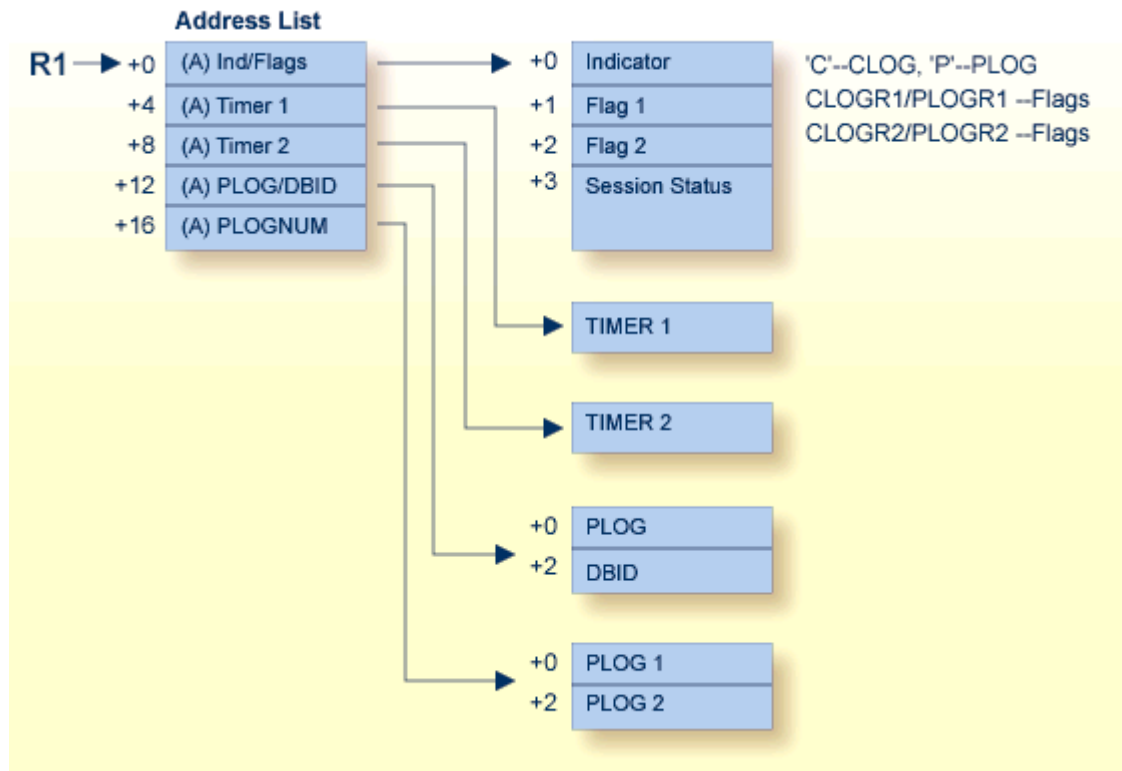 Address List
R1 +0 (A) Ind/Flags
+4 (A) Timer 1
+8 (A) Timer 2
+12 (A) PLOG/DBID
+16 (A) PLOGNUM
+0 Indicator 'C'--CLOG, 'P'--PLOG
+1 Flag 1 CLOGR1/PLOGR1 --Flags
+2 Flag 2 CLOGR2/PLOGR2 --Flags
+3 Session Status
TIMER 1
TIMER 2
+0 PLOG
+2 DBID
+0 PLOG 1
+2 PLOG 2